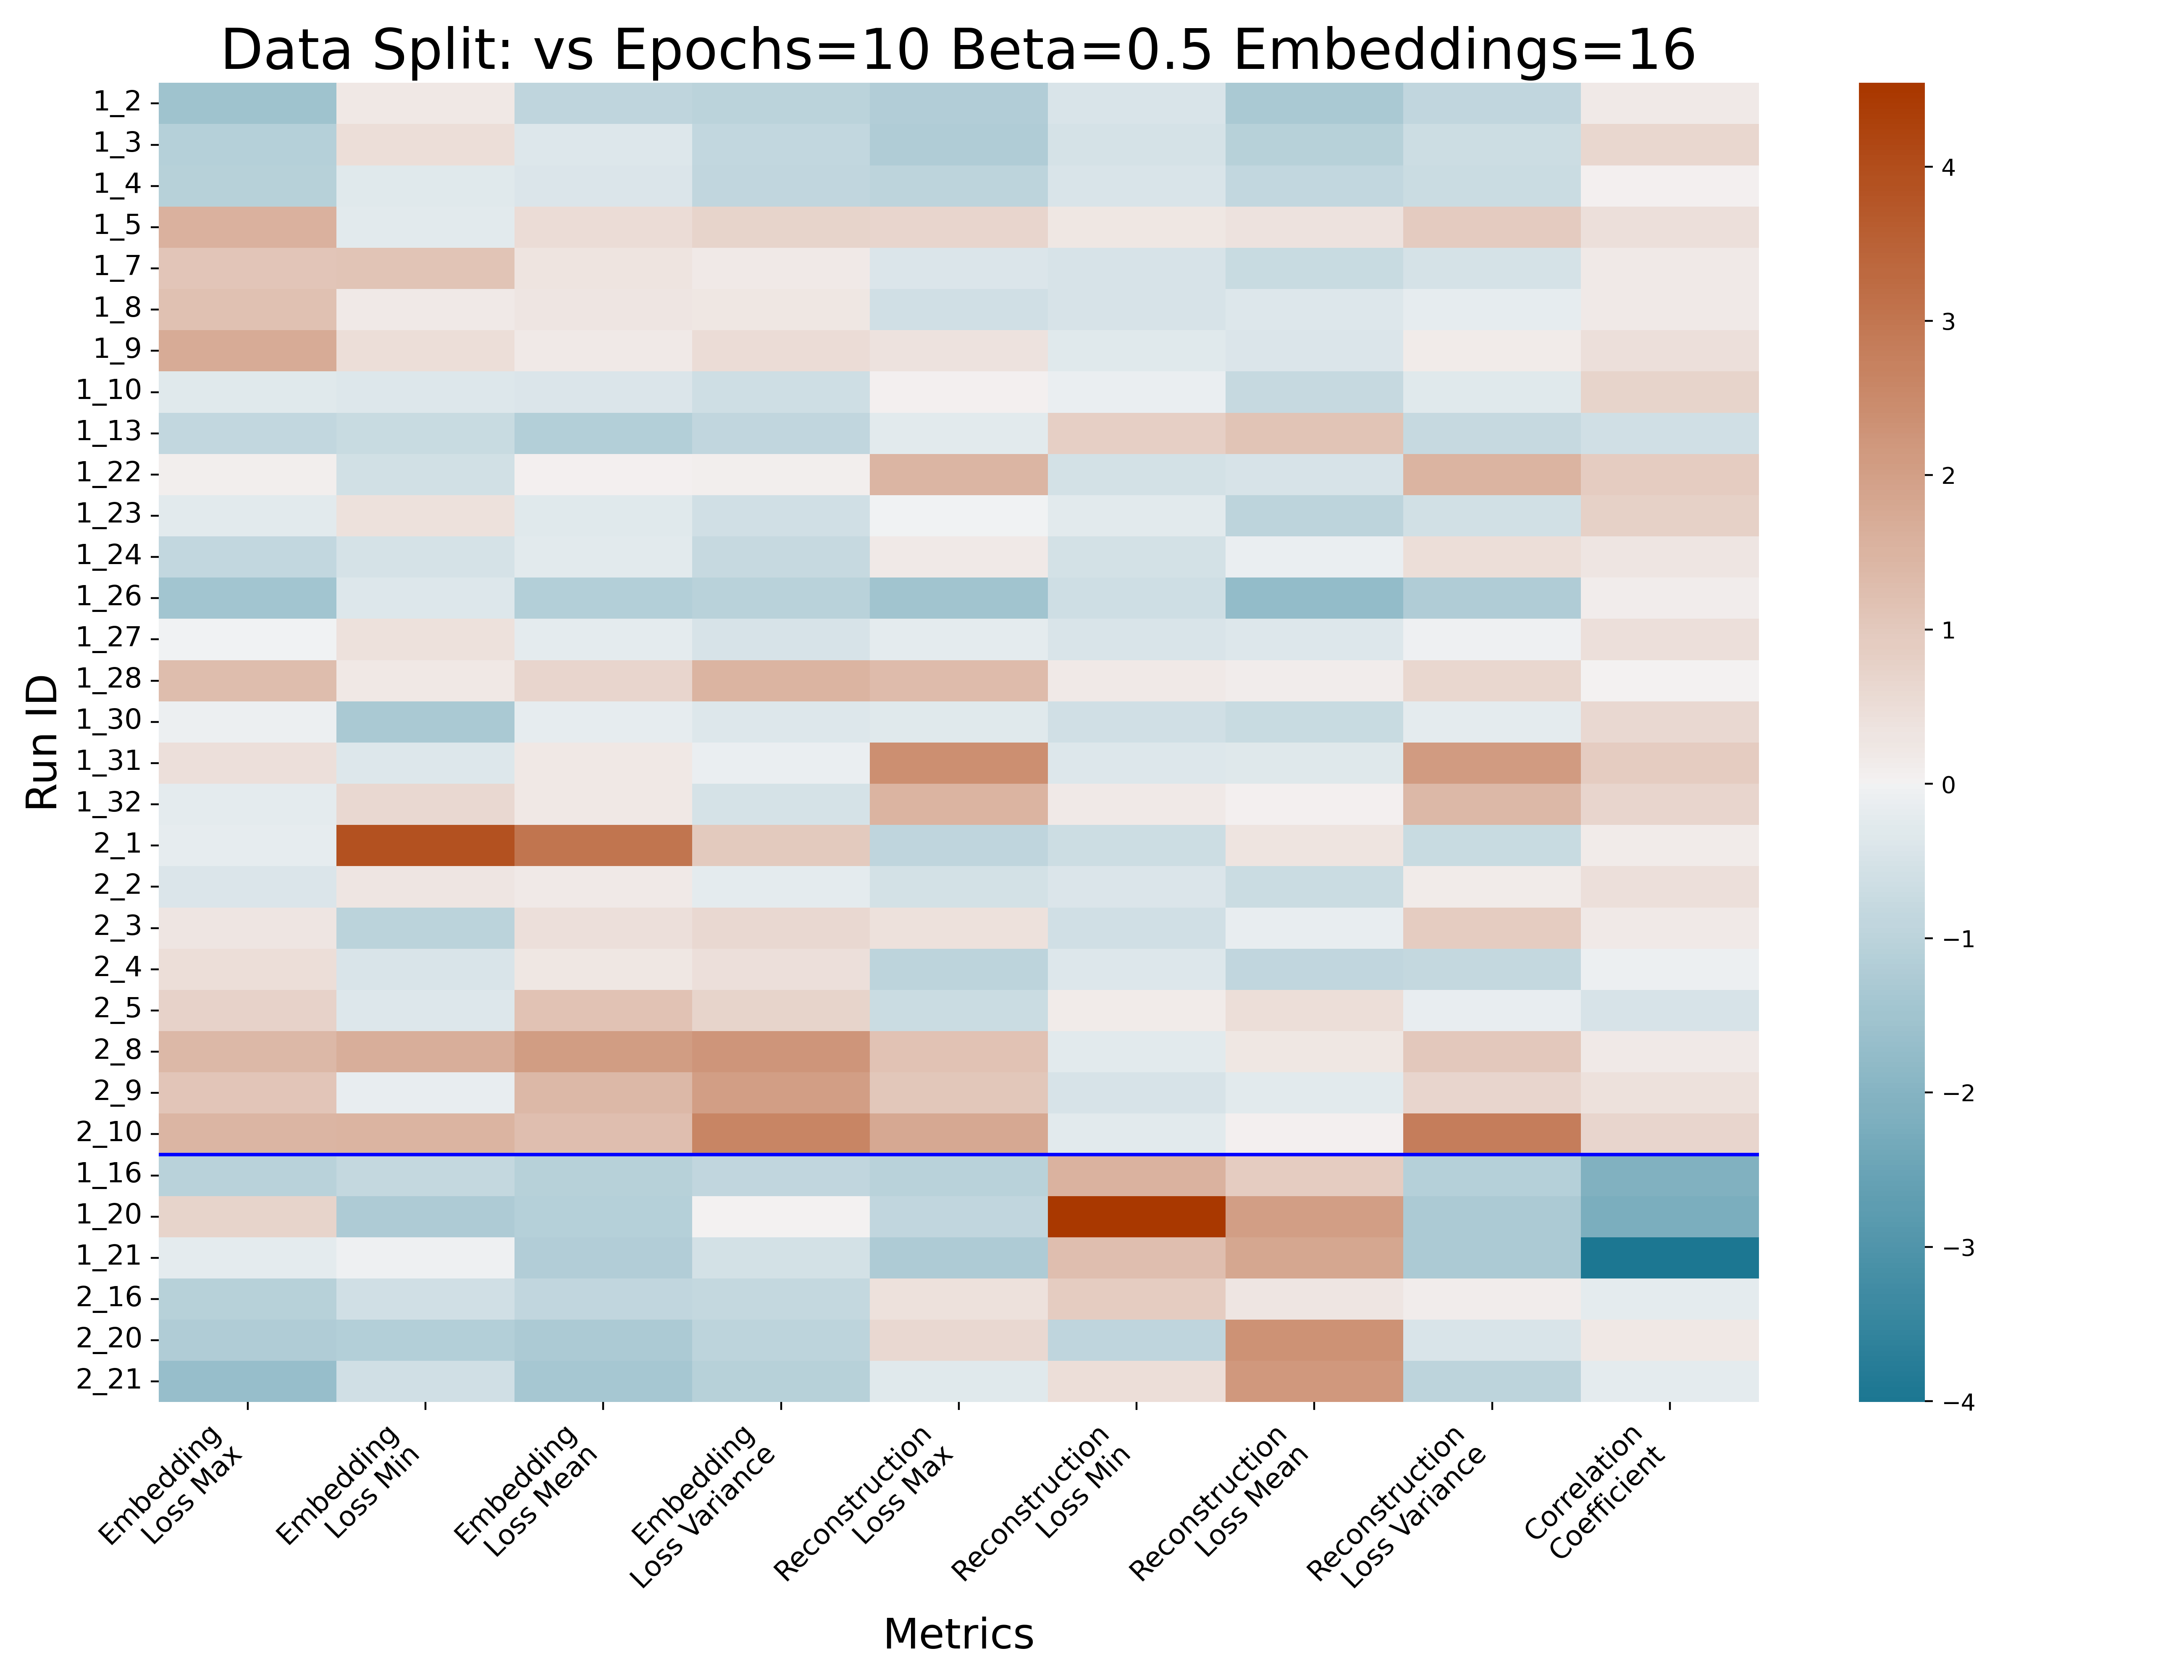 Data Split: vs Epochs=10 Beta=0.5 Embeddings=16
Run ID
1_2
1_3
1_4
1_5
1_7
1_8
1_9
1_10
1_13
1_22
1_23
1_24
1_26
1_27
1_28
1_30
1_31
1_32
2_1
2_2
2_3
2_4
2_5
2_8
2_9
2_10
1_16
1_20
1_21
2_16
2_20
2_21
Embedding
Loss Max
Embedding
Loss Min
Embedding
Loss Mean
Embedding
Loss Variance
Reconstruction
Loss Max
Reconstruction
Loss Min
Reconstruction
Loss Mean
Reconstruction
Loss Variance
Correlation
Coefficient
Metrics
4
3
2
1
0
−1
−2
−3
−4